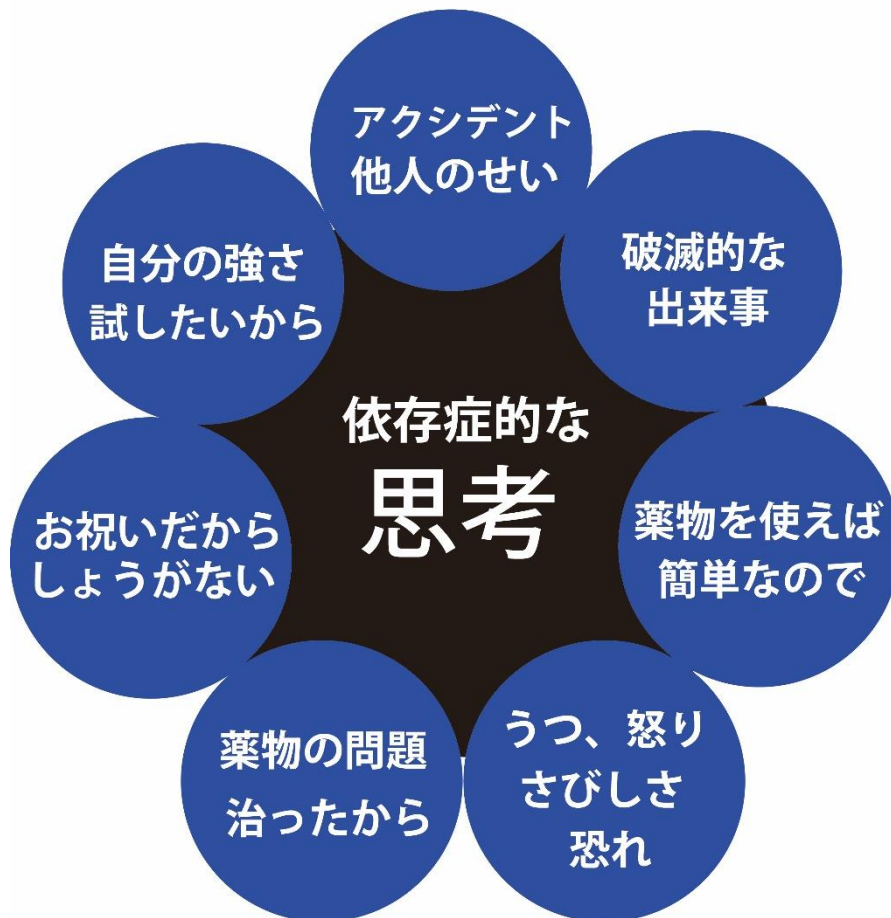 依存症的な
思考
アクシデント
他人のせい
破滅的な
出来事
薬物を使えば
簡単なので
うつ、怒り
さびしさ
恐れ
薬物の問題
治ったから
お祝いだから
しょうがない
自分の強さ
試したいから